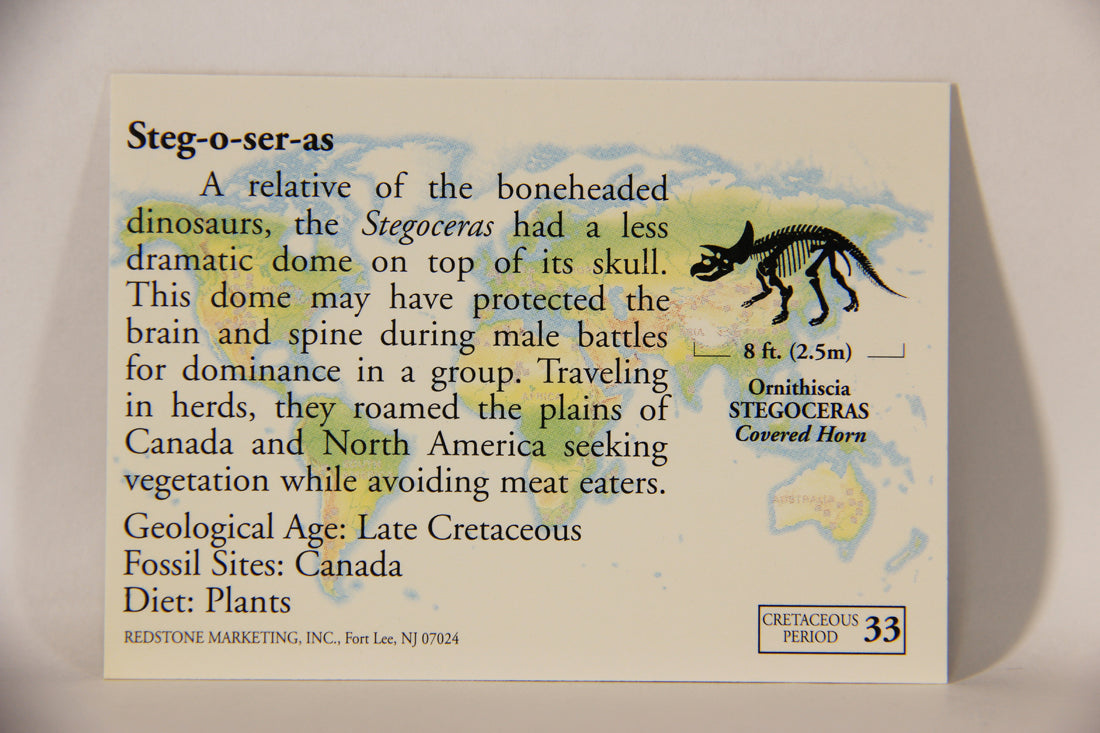 Steg-o-ser-as
A relative of the boneheaded
dinosaurs, the Stegoceras had a less
dramatic dome on top of its skull.
This dome may have protected the
brain and spine during male battles
for dominance in a group. Traveling
in herds, they roamed the plains of
Canada and North America seeking
vegetation while avoiding meat eaters.
Geological Age: Late Cretaceous
Fossil Sites: Canada
Diet: Plants
REDSTONE MARKETING, INC., Fort Lee, NJ 07024
8 ft. (2.5m)
Ornithiscia
STEGOCERAS
Covered Horn
AFRICA
ASIA
AUSTRALIA
CRETACEOUS
PERIOD 33